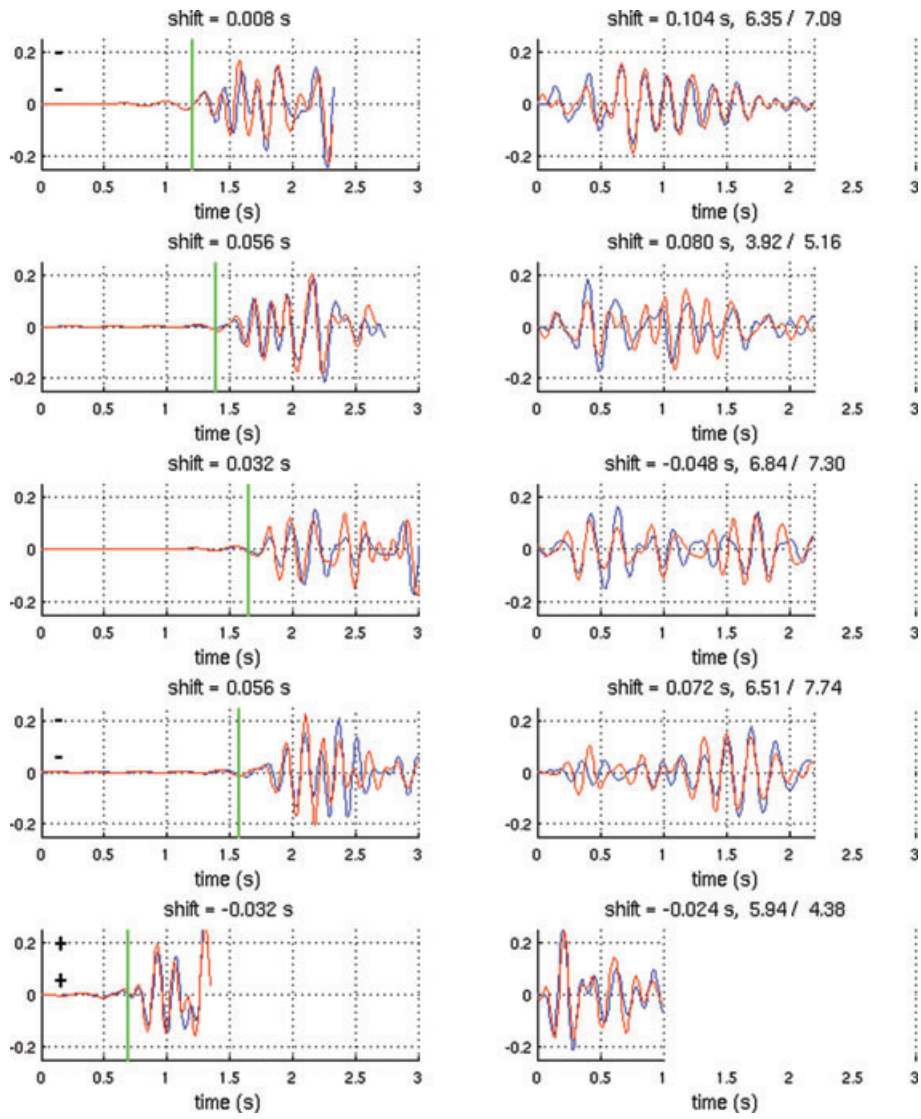 shift = 0.008 s
shift = 0.104 s, 6.35 / 7.09
-
0.2
-
0
-0.2
0 0.5 1 1.5 2 2.5 3
time (s)
0.2
0
-0.2
0 0.5 1 1.5 2 2.5 3
time (s)
shift = 0.056 s
shift = 0.080 s, 3.92 / 5.16
0.2
0
-0.2
0 0.5 1 1.5 2 2.5 3
time (s)
0.2
0
-0.2
0 0.5 1 1.5 2 2.5 3
time (s)
shift = 0.032 s
shift = -0.048 s, 6.84 / 7.30
0.2
0
-0.2
0 0.5 1 1.5 2 2.5 3
time (s)
0.2
0
-0.2
0 0.5 1 1.5 2 2.5 3
time (s)
shift = 0.056 s
shift = 0.072 s, 6.51 / 7.74
0.2
-
-
0
-0.2
0 0.5 1 1.5 2 2.5 3
time (s)
0.2
0
-0.2
0 0.5 1 1.5 2 2.5 3
time (s)
shift = -0.032 s
shift = -0.024 s, 5.94 / 4.38
0.2
+
+
0
-0.2
0 0.5 1 1.5 2 2.5 3
time (s)
0.2
0
-0.2
0 0.5 1 1.5 2 2.5 3
time (s)